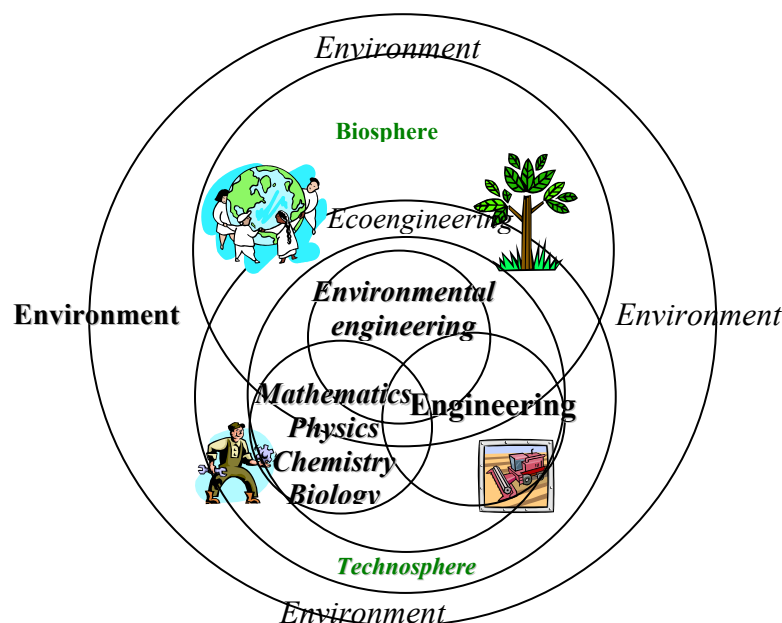 Environment
Biosphere
Ecoengineering
Environmental
engineering
Environment
Environment
Mathematics
Engineering
Physics
Chemistry
Biology
Technosphere
Environment